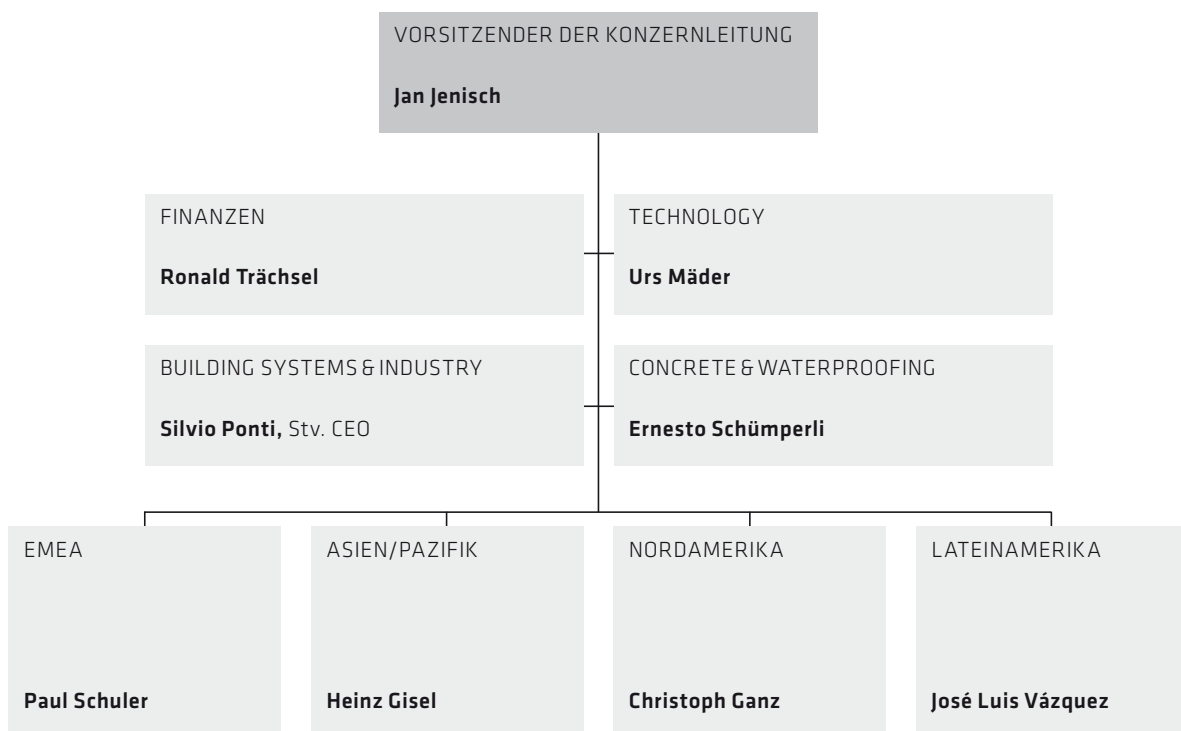 VORSITZENDER DER KONZERNLEITUNG
Jan Jenisch
FINANZEN
Ronald Trächsel
TECHNOLOGY
Urs Mäder
BUILDING SYSTEMS & INDUSTRY
Silvio Ponti, Stv. CEO
CONCRETE & WATERPROOFING
Ernesto Schümperli
EMEA
Paul Schuler
ASIEN/PAZIFIK
Heinz Gisel
NORDAMERIKA
Christoph Ganz
LATEINAMERIKA
José Luis Vázquez